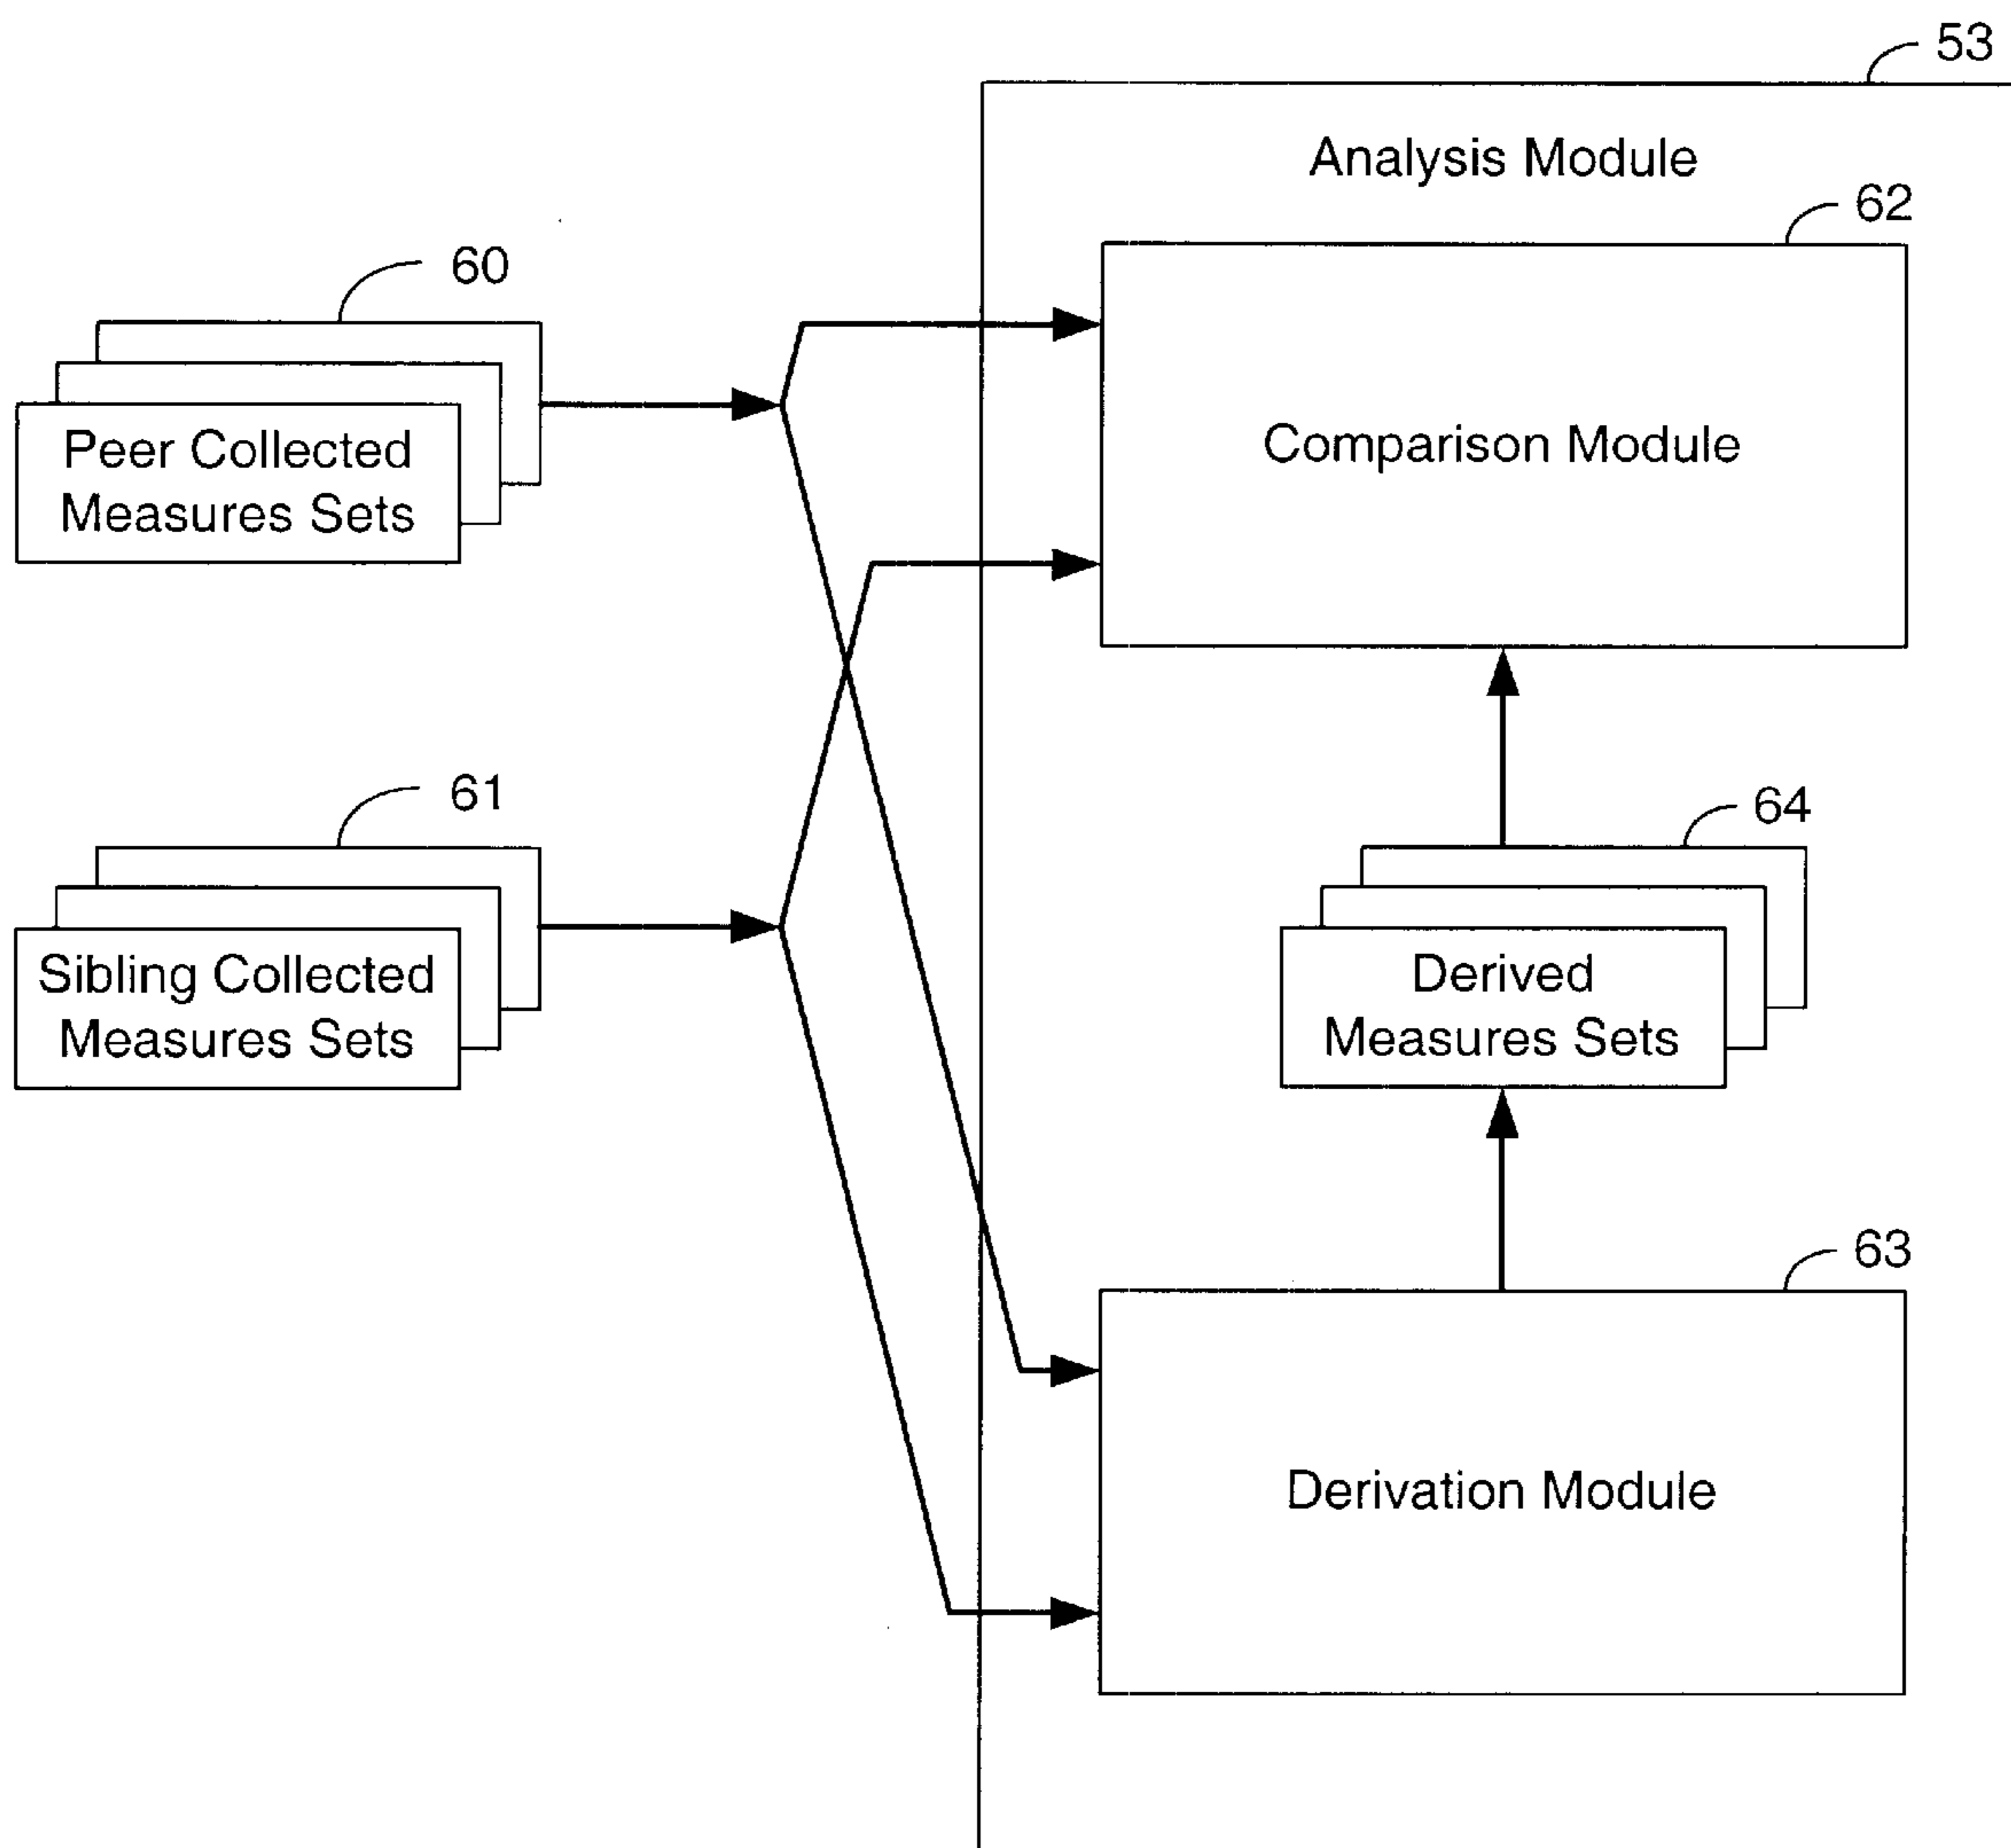 53
Analysis Module
62
60
Comparison Module
Peer Collected
Measures Sets
61
64
Sibling Collected
Measures Sets
Derived
Measures Sets
63
Derivation Module